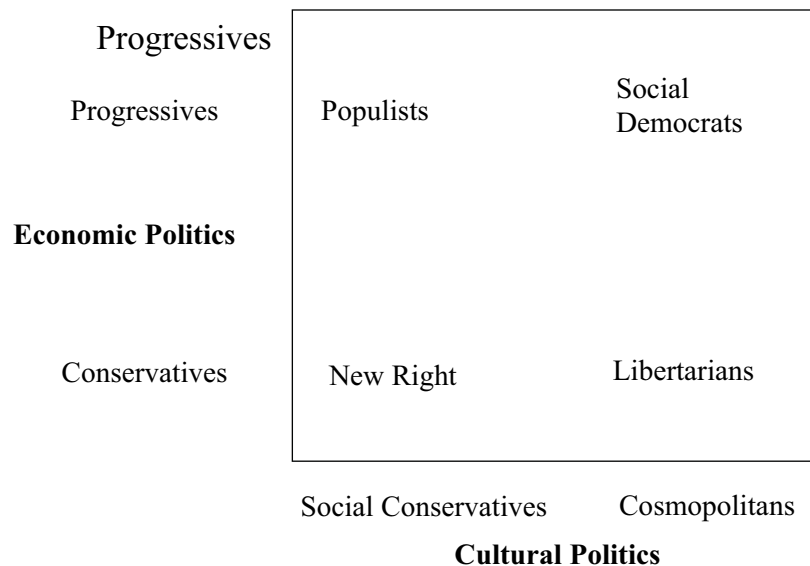 Progressives
Progressives
Populists
Social
Democrats
Economic Politics
Conservatives
New Right
Libertarians
Social Conservatives
Cosmopolitans
Cultural Politics